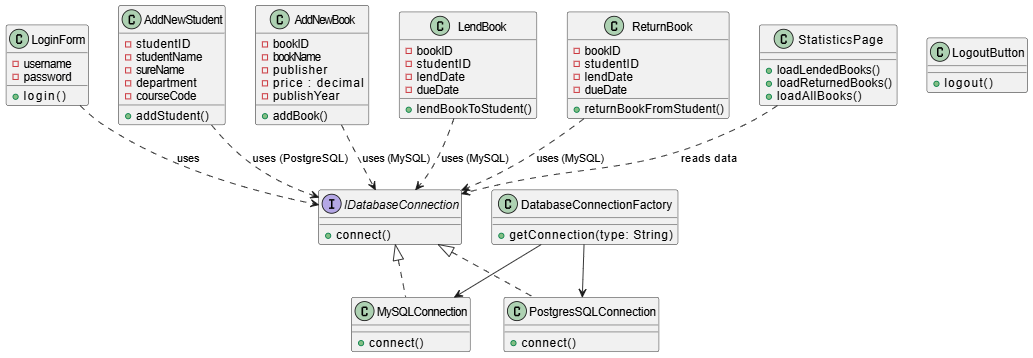 C LoginForm
username
password
login()
C AddNewStudent
studentID
studentName
sureName
department
courseCode
addStudent()
C AddNewBook
bookID
bookName
publisher
price : decimal
publishYear
addBook()
C LendBook
bookID
studentID
lendDate
dueDate
lendBookToStudent()
C ReturnBook
bookID
studentID
lendDate
dueDate
returnBookFromStudent()
C StatisticsPage
loadLendedBooks()
loadReturnedBooks()
loadAllBooks()
C LogoutButton
logout()
uses
uses (PostgreSQL)
uses (MySQL)
uses (MySQL)
uses (MySQL)
reads data
I IDatabaseConnection
connect()
C DatabaseConnectionFactory
getConnection(type: String)
C MySQLConnection
connect()
C PostgresSQLConnection
connect()